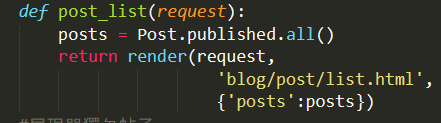 def post_list(request):
    posts = Post.published.all()
    return render(request,
                  'blog/post/list.html',
                  {'posts':posts})